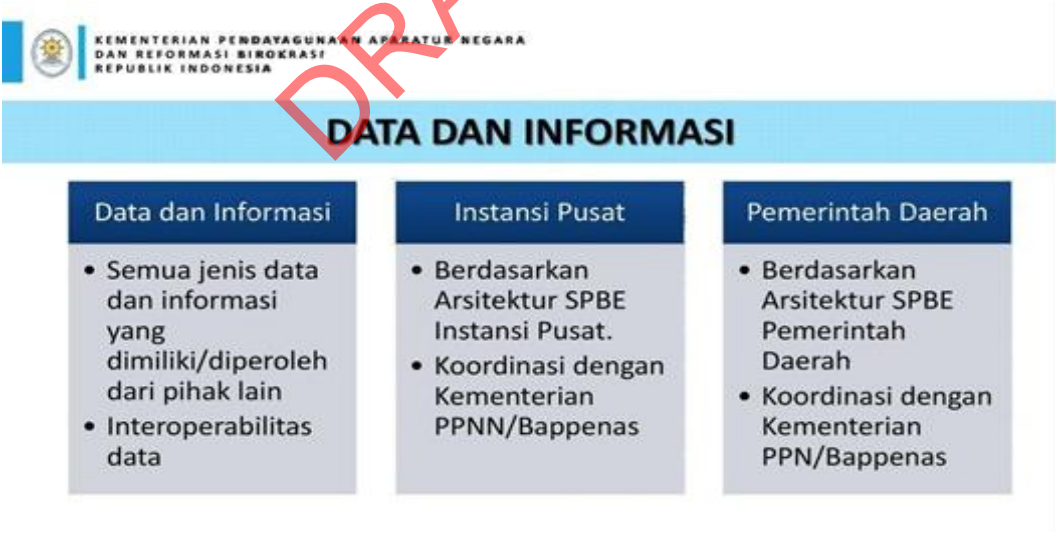 KEMENTERIAN PENDAYAGUNAAN APARATUR NEGARA
DAN REFORMASI BIROKRASI
REPUBLIK INDONESIA
DRA
DATA DAN INFORMASI
Data dan Informasi
• Semua jenis data
dan informasi
yang
dimiliki/diperoleh
dari pihak lain
• Interoperabilitas
data
Instansi Pusat
• Berdasarkan
Arsitektur SPBE
Instansi Pusat.
• Koordinasi dengan
Kementerian
PPNN/Bappenas
Pemerintah Daerah
• Berdasarkan
Arsitektur SPBE
Pemerintah
Daerah
• Koordinasi dengan
Kementerian
PPN/Bappenas